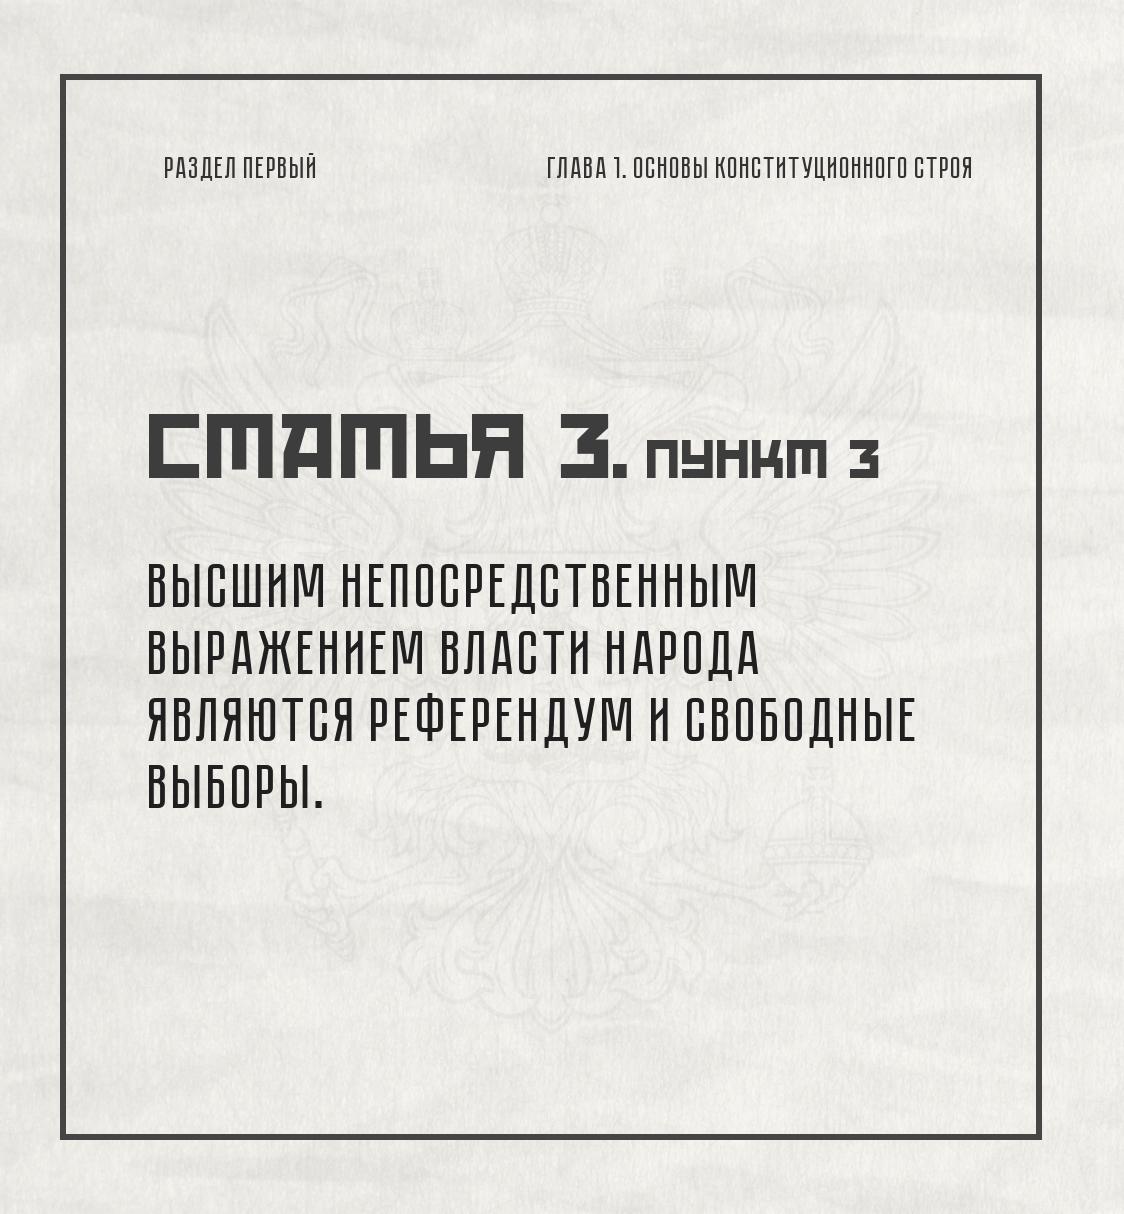 РАЗДЕЛ ПЕРВЫЙ
ГЛАВА 1. ОСНОВЫ КОНСТИТУЦИОННОГО СТРОЯ
СТАТЬЯ 3. ПУНКТ 3
ВЫСШИМ НЕПОСРЕДСТВЕННЫМ
ВЫРАЖЕНИЕМ ВЛАСТИ НАРОДА
ЯВЛЯЮТСЯ РЕФЕРЕНДУМ И СВОБОДНЫЕ
ВЫБОРЫ.